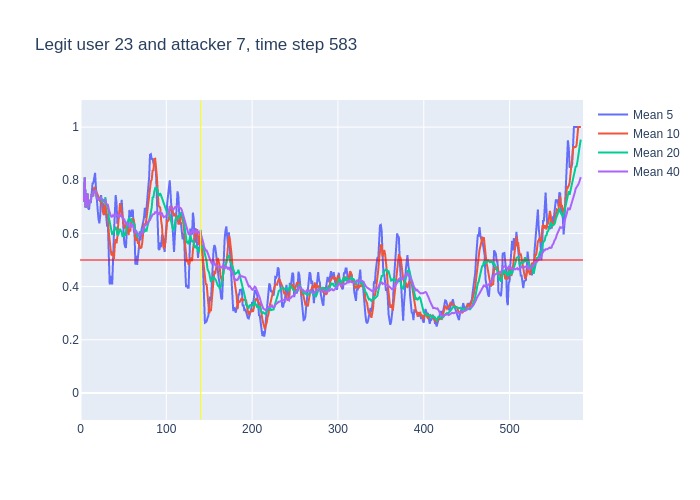 Legit user 23 and attacker 7, time step 583
Mean 5
Mean 10
Mean 20
Mean 40
1
0.8
0.6
0.4
0.2
0
0 100 200 300 400 500